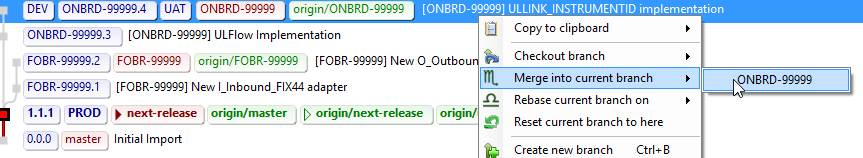 DEV ONBRD-99999.4 UAT ONBRD-99999 origin/ONBRD-99999 [ONBRD-99999] ULLINK_INSTRUMENTID implementation
ONBRD-99999.3 [ONBRD-99999] ULFlow Implementation
FOBR-99999.2 FOBR-99999 origin/FOBR-99999 [FOBR-99999] New O_Outboun
FOBR-99999.1 [FOBR-99999] New I_Inbound_FIX44 adapter
1.1.1 PROD next-release origin/master origin/next-release origin/
0.0.0 master Initial Import
Copy to clipboard
Checkout branch
Merge into current branch
ONBRD-99999
Rebase current branch on
Reset current branch to here
Create new branch Ctrl+B